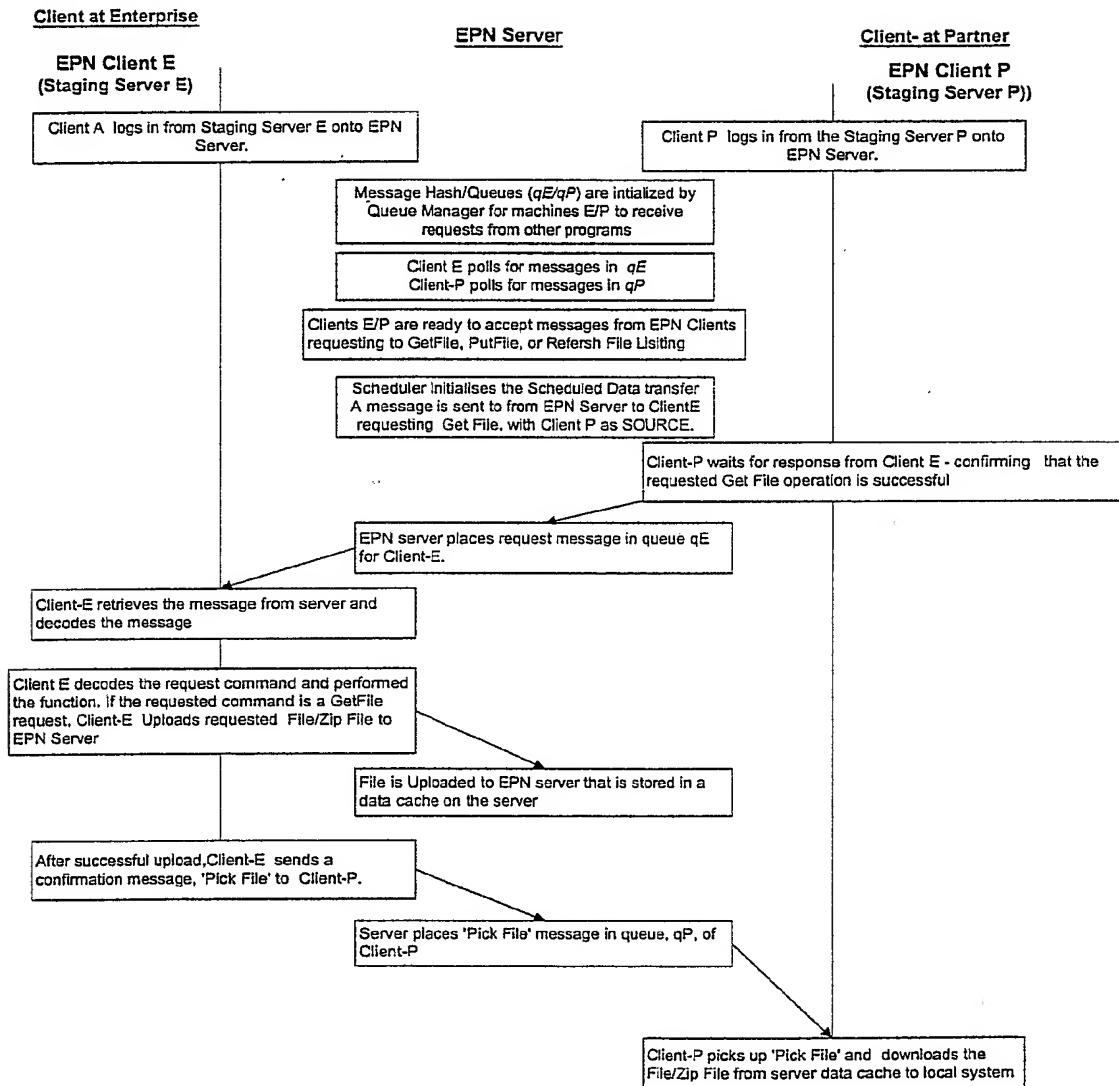 Client at Enterprise
EPN Server
Client- at Partner
EPN Client E
(Staging Server E)
EPN Client P
(Staging Server P))
Client A logs in from Staging Server E onto EPN
Server.
Client P logs in from the Staging Server P onto
EPN Server.
Message Hash/Queues (qE/qP) are intialized by
Queue Manager for machines E/P to receive
requests from other programs
Client E polls for messages in qE
Client-P polls for messages in qP
Clients E/P are ready to accept messages from EPN Clients
requesting to GetFile, PutFile, or Refersh File Lisiting
Scheduler Initialises the Scheduled Data transfer
A message is sent to from EPN Server to ClientE
requesting Get File, with Client P as SOURCE.
Client-P waits for response from Client E - confirming that the
requested Get File operation is successful
EPN server places request message in queue qE
for Client-E.
Client-E retrieves the message from server and
decodes the message
Client E decodes the request command and performed
the function. If the requested command is a GetFile
request, Client-E Uploads requested File/Zip File to
EPN Server
File is Uploaded to EPN server that is stored in a
data cache on the server
After successful upload,Client-E sends a
confirmation message, 'Pick File' to Client-P.
Server places 'Pick File' message in queue, qP, of
Client-P
Client-P picks up 'Pick File' and downloads the
File/Zip File from server data cache to local system